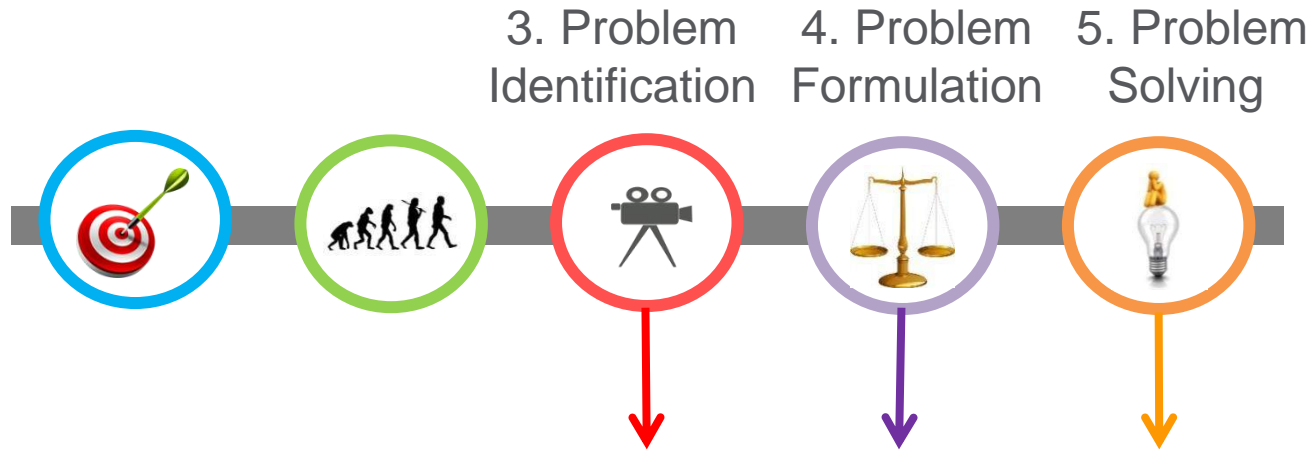 3. Problem
Identification
4. Problem
Formulation
5. Problem
Solving